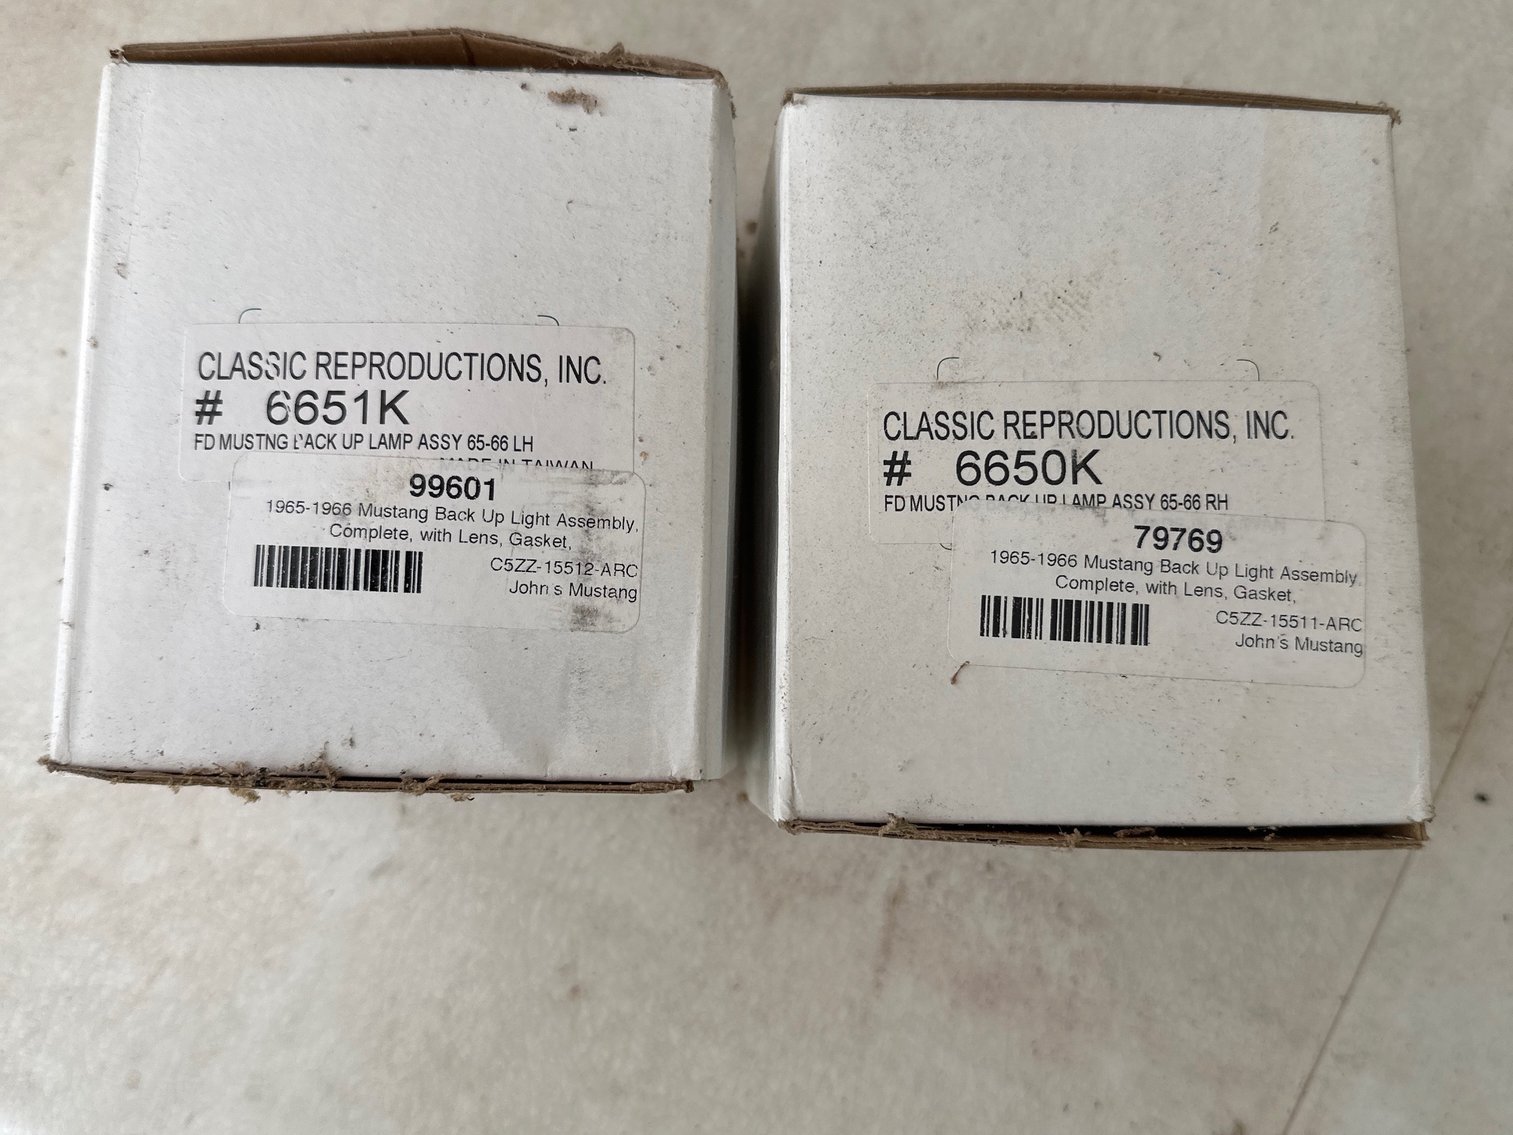 CLASSIC REPRODUCTIONS, INC.
# 6651K
FD MUSTNG BACK UP LAMP ASSY 65-66 LH
MADE IN TAIWAN
99601
1965-1966 Mustang Back Up Light Assembly,
Complete, with Lens, Gasket,
C5ZZ-15512-ARC
John's Mustang
CLASSIC REPRODUCTIONS, INC.
# 6650K
FD MUSTNG BACK UP LAMP ASSY 65-66 RH
79769
1965-1966 Mustang Back Up Light Assembly,
Complete, with Lens, Gasket,
C5ZZ-15511-ARC
John's Mustang